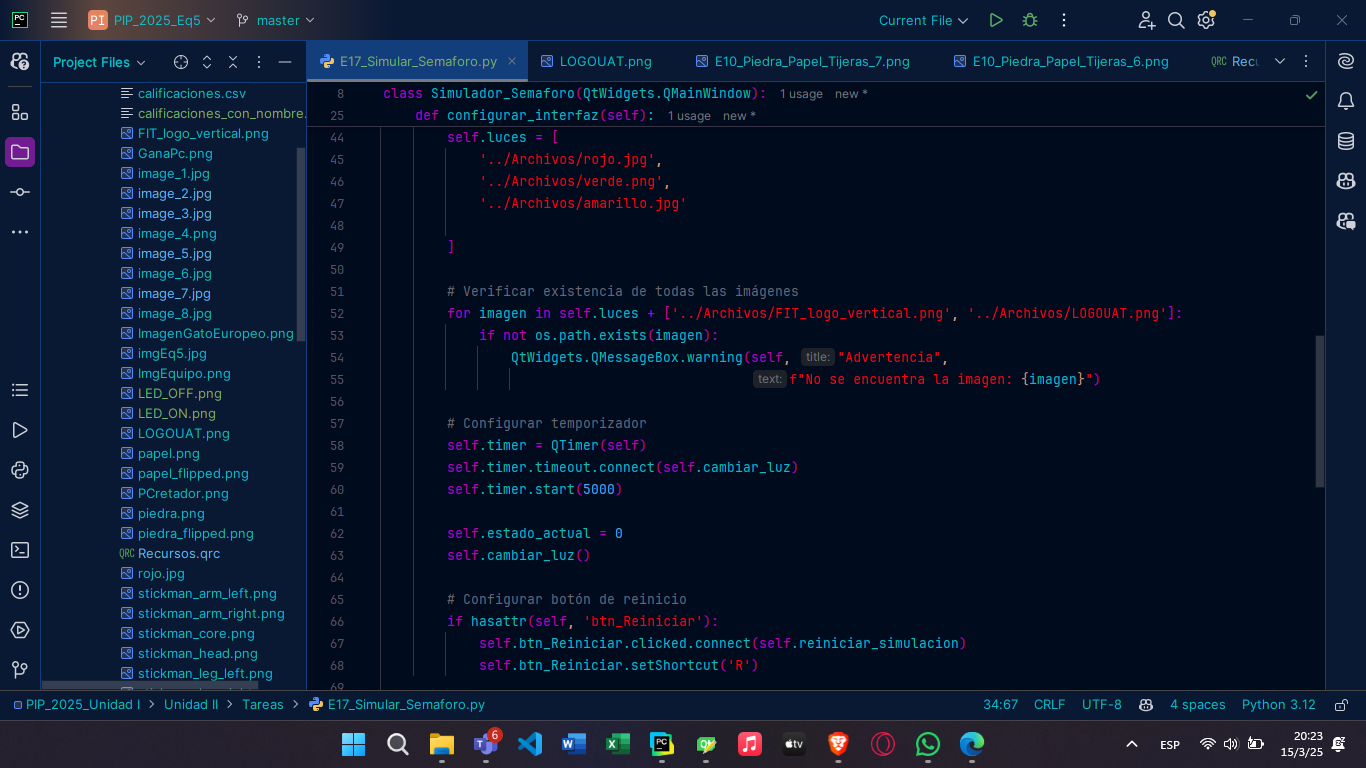 PC
PI PIP_2025_Eq5
master
Current File
Project Files
E17_Simular_Semaforo.py
LOGOUAT.png
E10_Piedra_Papel_Tijeras_7.png
E10_Piedra_Papel_Tijeras_6.png
QRC Recu
calificaciones.csv
calificaciones_con_nombre.
FIT_logo_vertical.png
GanaPc.png
image_1.jpg
image_2.jpg
image_3.jpg
image_4.png
image_5.jpg
image_6.jpg
image_7.jpg
image_8.jpg
ImagenGatoEuropeo.png
imgEq5.jpg
ImgEquipo.png
LED_OFF.png
LED_ON.png
LOGOUAT.png
papel.png
papel_flipped.png
PCretador.png
piedra.png
piedra_flipped.png
QRC Recursos.qrc
rojo.jpg
stickman_arm_left.png
stickman_arm_right.png
stickman_core.png
stickman_head.png
stickman_leg_left.png
8 class Simulador_Semaforo(QtWidgets.QMainWindow): 1 usage new *
25 def configurar_interfaz(self): 1 usage new *
44 self.luces = [
45 '../Archivos/rojo.jpg',
46 '../Archivos/verde.png',
47 '../Archivos/amarillo.jpg'
48
49 ]
50
51 # Verificar existencia de todas las imágenes
52 for imagen in self.luces + ['../Archivos/FIT_logo_vertical.png', '../Archivos/LOGOUAT.png']:
53 if not os.path.exists(imagen):
54 QtWidgets.QMessageBox.warning(self, title: "Advertencia",
55 text: f"No se encuentra la imagen: {imagen}")
56
57 # Configurar temporizador
58 self.timer = QTimer(self)
59 self.timer.timeout.connect(self.cambiar_luz)
60 self.timer.start(5000)
61
62 self.estado_actual = 0
63 self.cambiar_luz()
64
65 # Configurar botón de reinicio
66 if hasattr(self, 'btn_Reiniciar'):
67 self.btn_Reiniciar.clicked.connect(self.reiniciar_simulacion)
68 self.btn_Reiniciar.setShortcut('R')
69
PIP_2025_Unidad I > Unidad II > Tareas > E17_Simular_Semaforo.py
34:67 CRLF UTF-8 4 spaces Python 3.12
6
tv
ESP
20:23
15/3/25